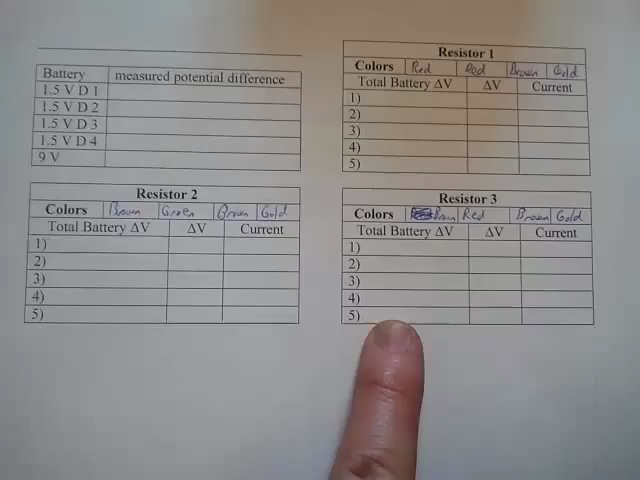 Battery measured potential difference
1.5 V D 1
1.5 V D 2
1.5 V D 3
1.5 V D 4
9 V
Resistor 1
Colors Red Red Brown Gold
Total Battery ΔV ΔV Current
1)
2)
3)
4)
5)
Resistor 2
Colors Brown Green Brown Gold
Total Battery ΔV ΔV Current
1)
2)
3)
4)
5)
Resistor 3
Colors Brown Red Brown Gold
Total Battery ΔV ΔV Current
1)
2)
3)
4)
5)